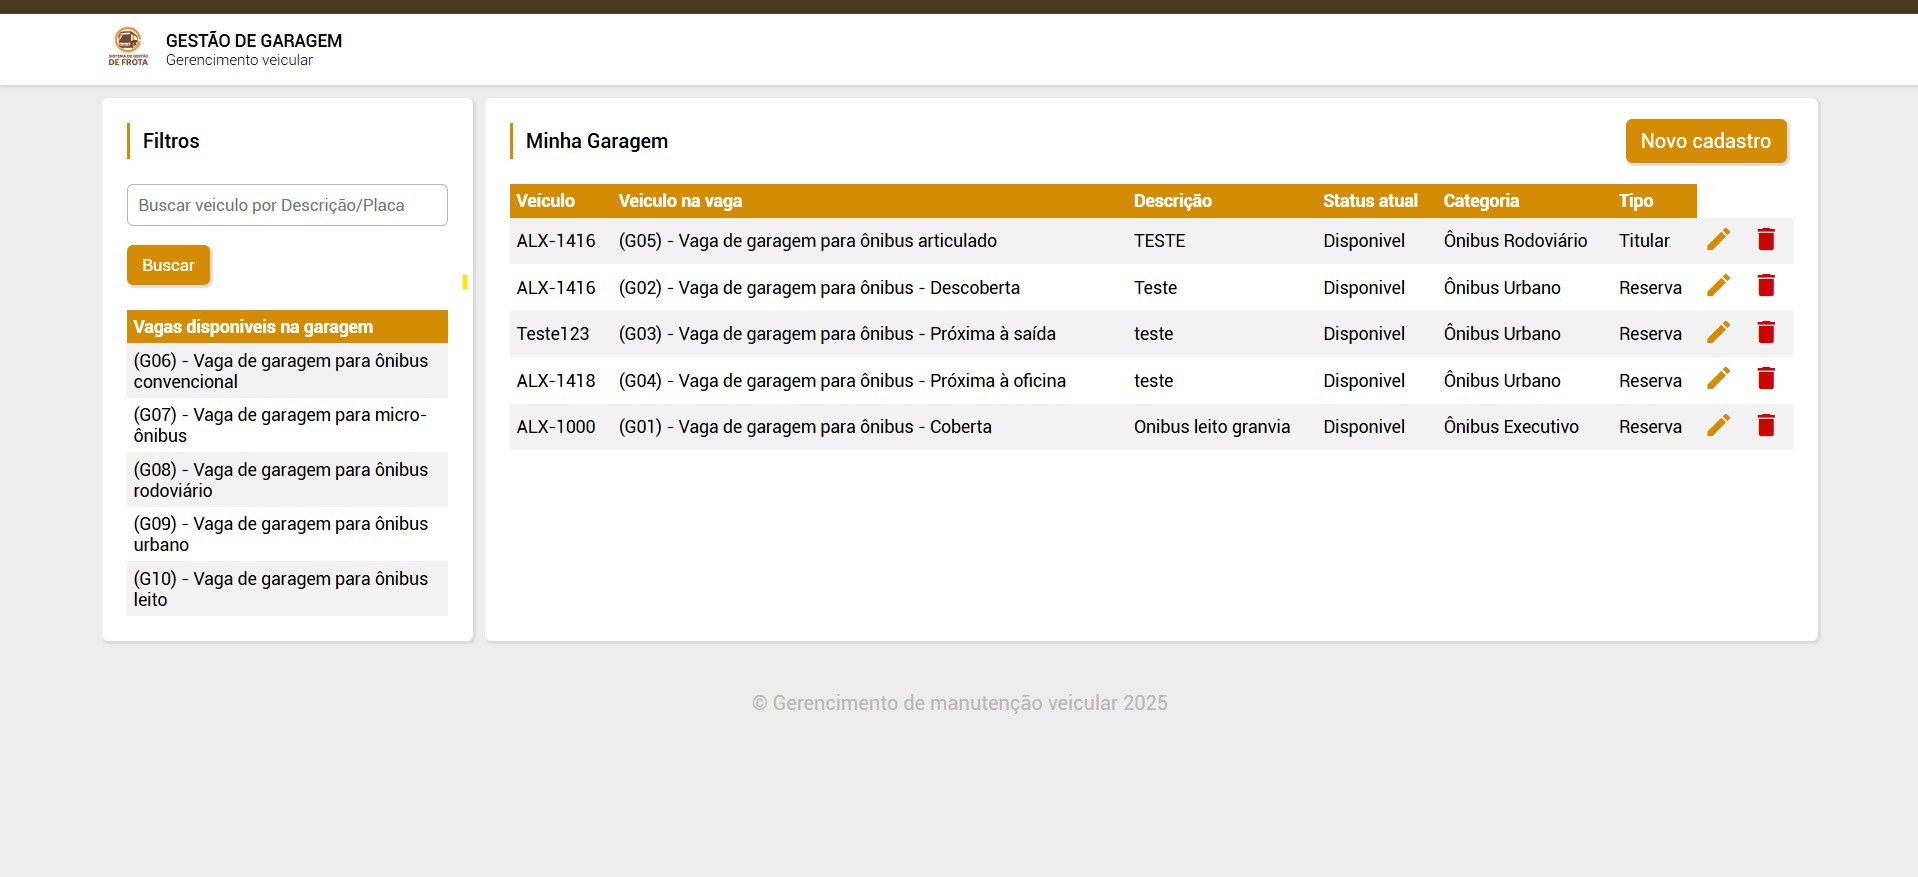 SISTEMA DE GESTÃO
DE FROTA
GESTÃO DE GARAGEM
Gerencimento veicular
Filtros
Buscar veiculo por Descrição/Placa
Buscar
Vagas disponiveis na garagem
(G06) - Vaga de garagem para ônibus
convencional
(G07) - Vaga de garagem para micro-
ônibus
(G08) - Vaga de garagem para ônibus
rodoviário
(G09) - Vaga de garagem para ônibus
urbano
(G10) - Vaga de garagem para ônibus
leito
Minha Garagem
Novo cadastro
Veículo Veiculo na vaga Descrição Status atual Categoria Tipo
ALX-1416 (G05) - Vaga de garagem para ônibus articulado TESTE Disponivel Ônibus Rodoviário Titular
ALX-1416 (G02) - Vaga de garagem para ônibus - Descoberta Teste Disponivel Ônibus Urbano Reserva
Teste123 (G03) - Vaga de garagem para ônibus - Próxima à saída teste Disponivel Ônibus Urbano Reserva
ALX-1418 (G04) - Vaga de garagem para ônibus - Próxima à oficina teste Disponivel Ônibus Urbano Reserva
ALX-1000 (G01) - Vaga de garagem para ônibus - Coberta Onibus leito granvia Disponivel Ônibus Executivo Reserva
© Gerencimento de manutenção veicular 2025